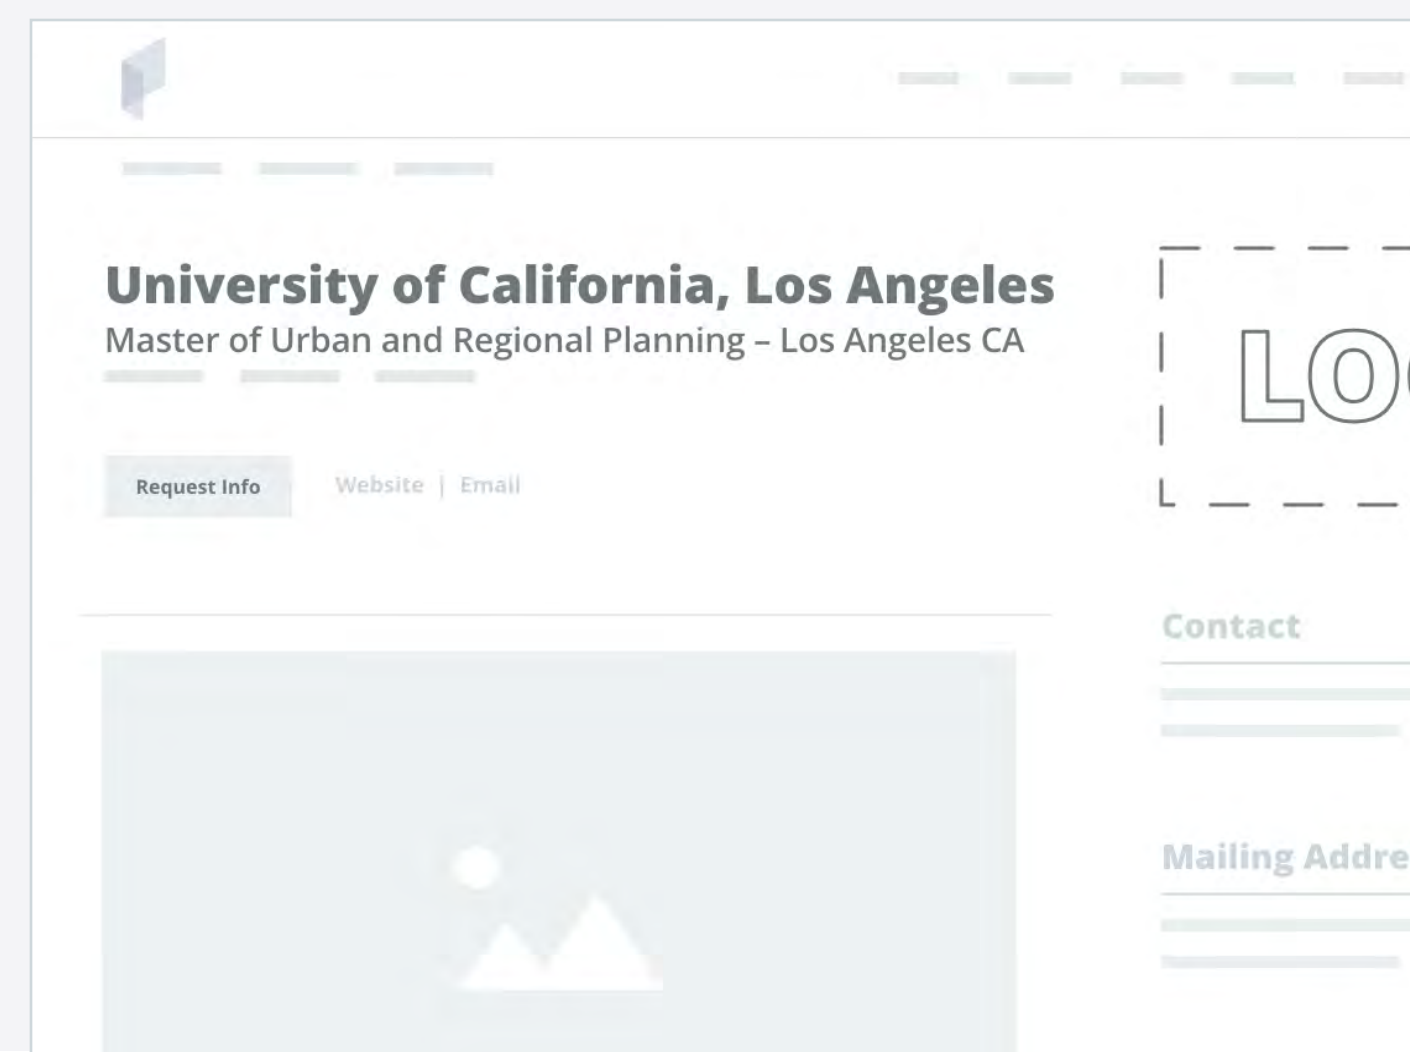 University of California, Los Angeles
Master of Urban and Regional Planning – Los Angeles CA
Request Info
Website | Email
Contact